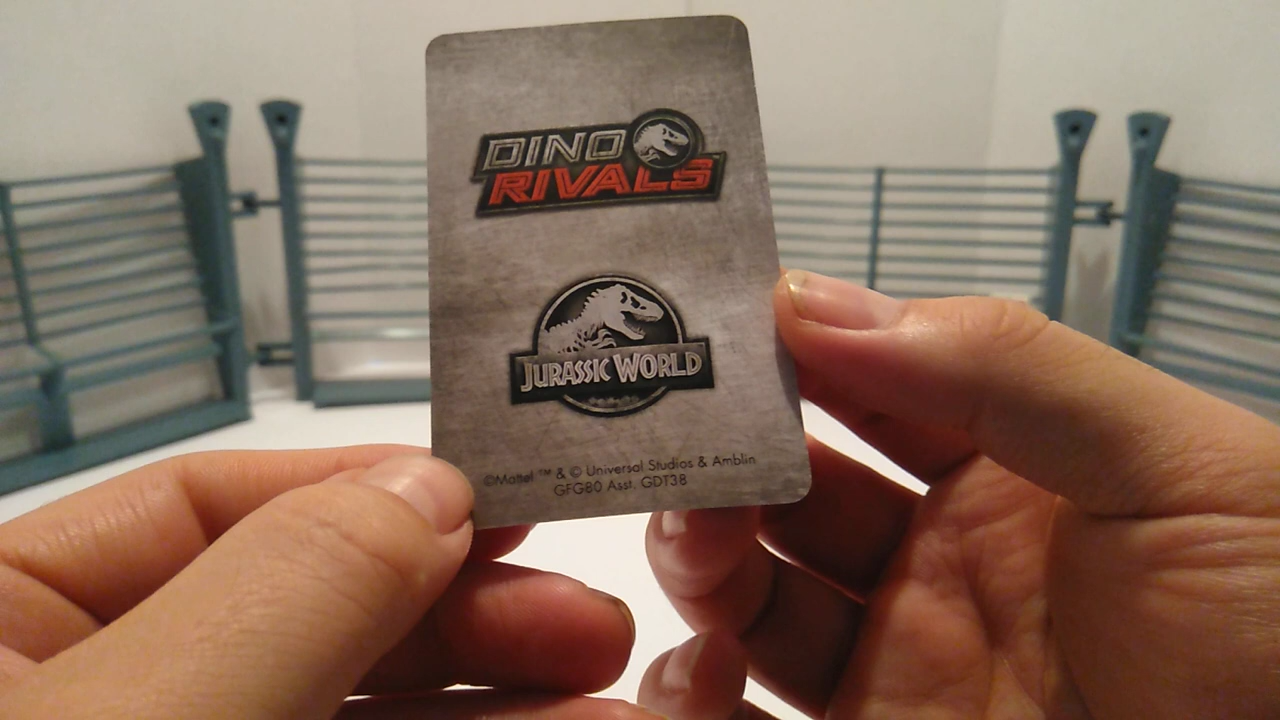 DINO
RIVALS
JURASSIC WORLD
©Mattel ™ & © Universal Studios & Amblin
GFG80 Asst. GDT38